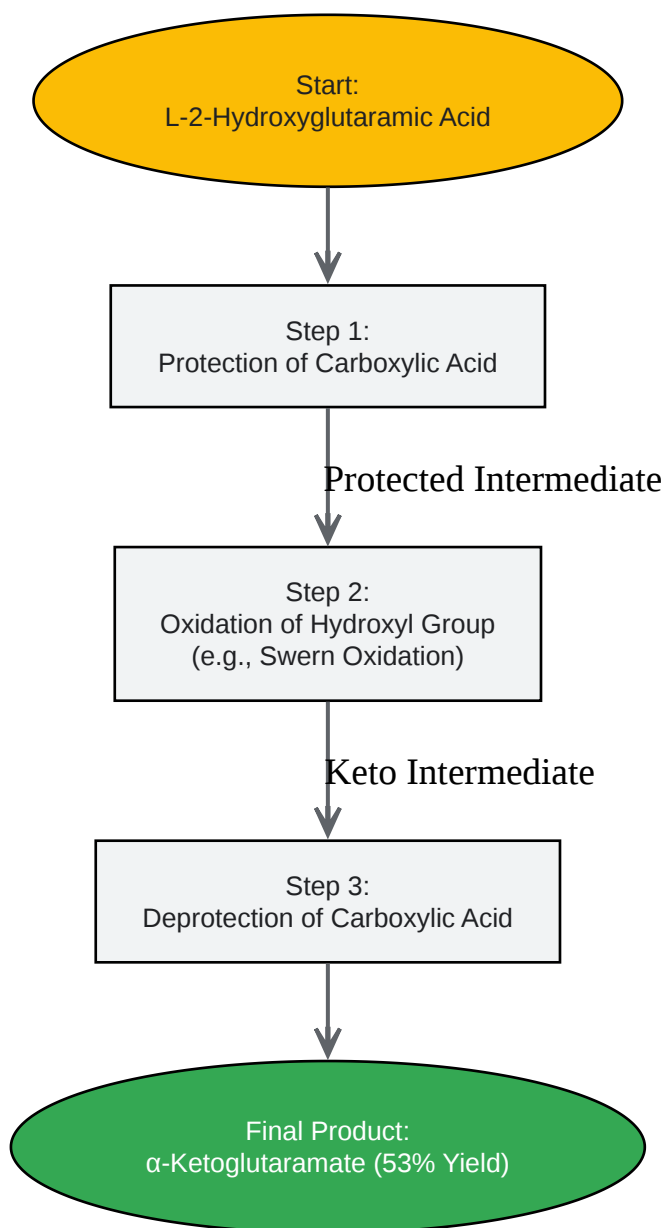 Start:
L-2-Hydroxyglutaramic Acid
Step 1:
Protection of Carboxylic Acid
Protected Intermediate
Step 2:
Oxidation of Hydroxyl Group
(e.g., Swern Oxidation)
Keto Intermediate
Step 3:
Deprotection of Carboxylic Acid
Final Product:
α-Ketoglutaramate (53% Yield)